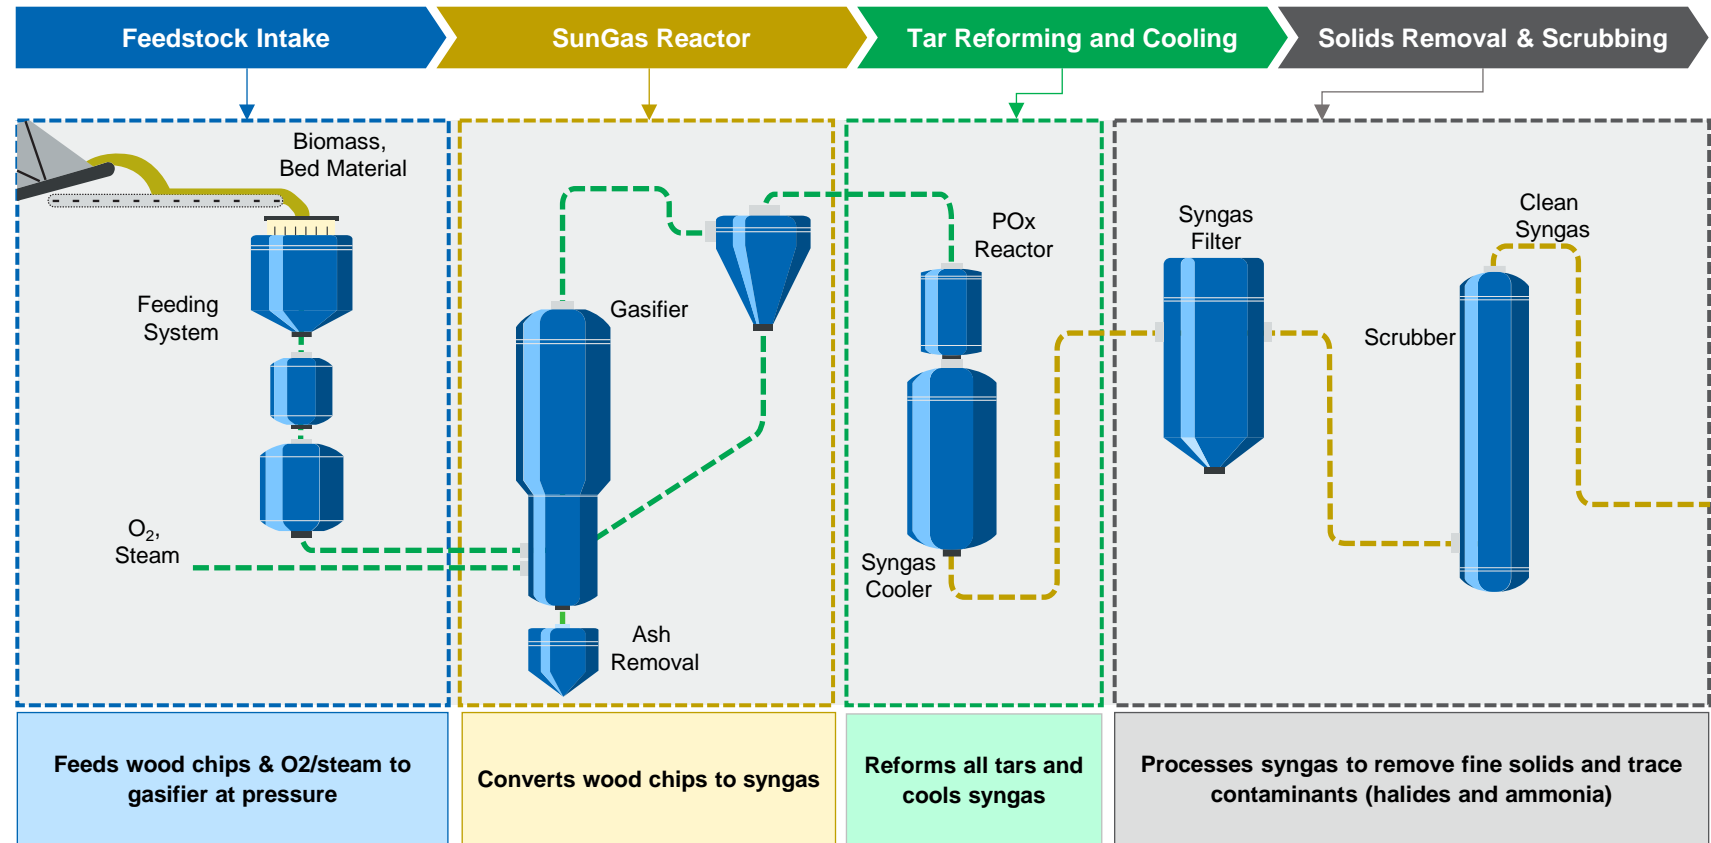 Feedstock Intake
SunGas Reactor
Tar Reforming and Cooling
Solids Removal & Scrubbing
Biomass,
Bed Material
Feeding
System
O₂,
Steam
Gasifier
Ash
Removal
POx
Reactor
Syngas
Cooler
Syngas
Filter
Scrubber
Clean
Syngas
Feeds wood chips & O2/steam to
gasifier at pressure
Converts wood chips to syngas
Reforms all tars and
cools syngas
Processes syngas to remove fine solids and trace
contaminants (halides and ammonia)